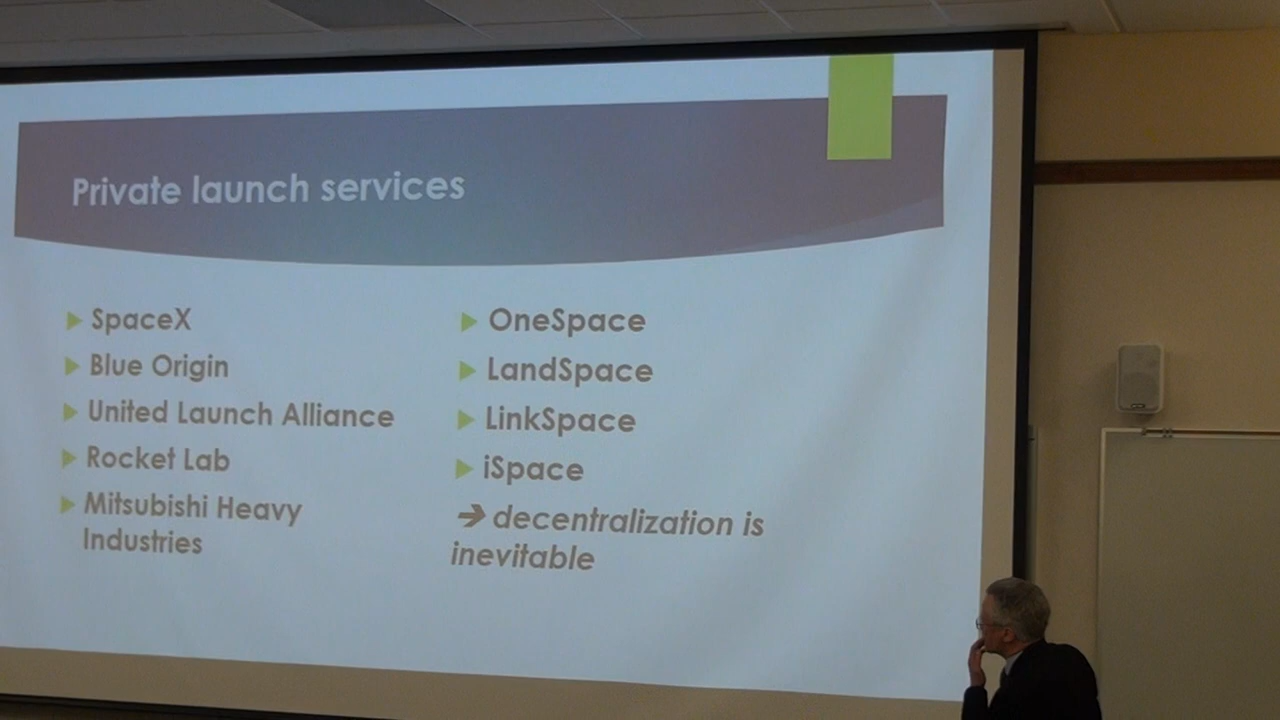 Private launch services
SpaceX
Blue Origin
United Launch Alliance
Rocket Lab
Mitsubishi Heavy
Industries
OneSpace
LandSpace
LinkSpace
iSpace
➔ decentralization is
inevitable